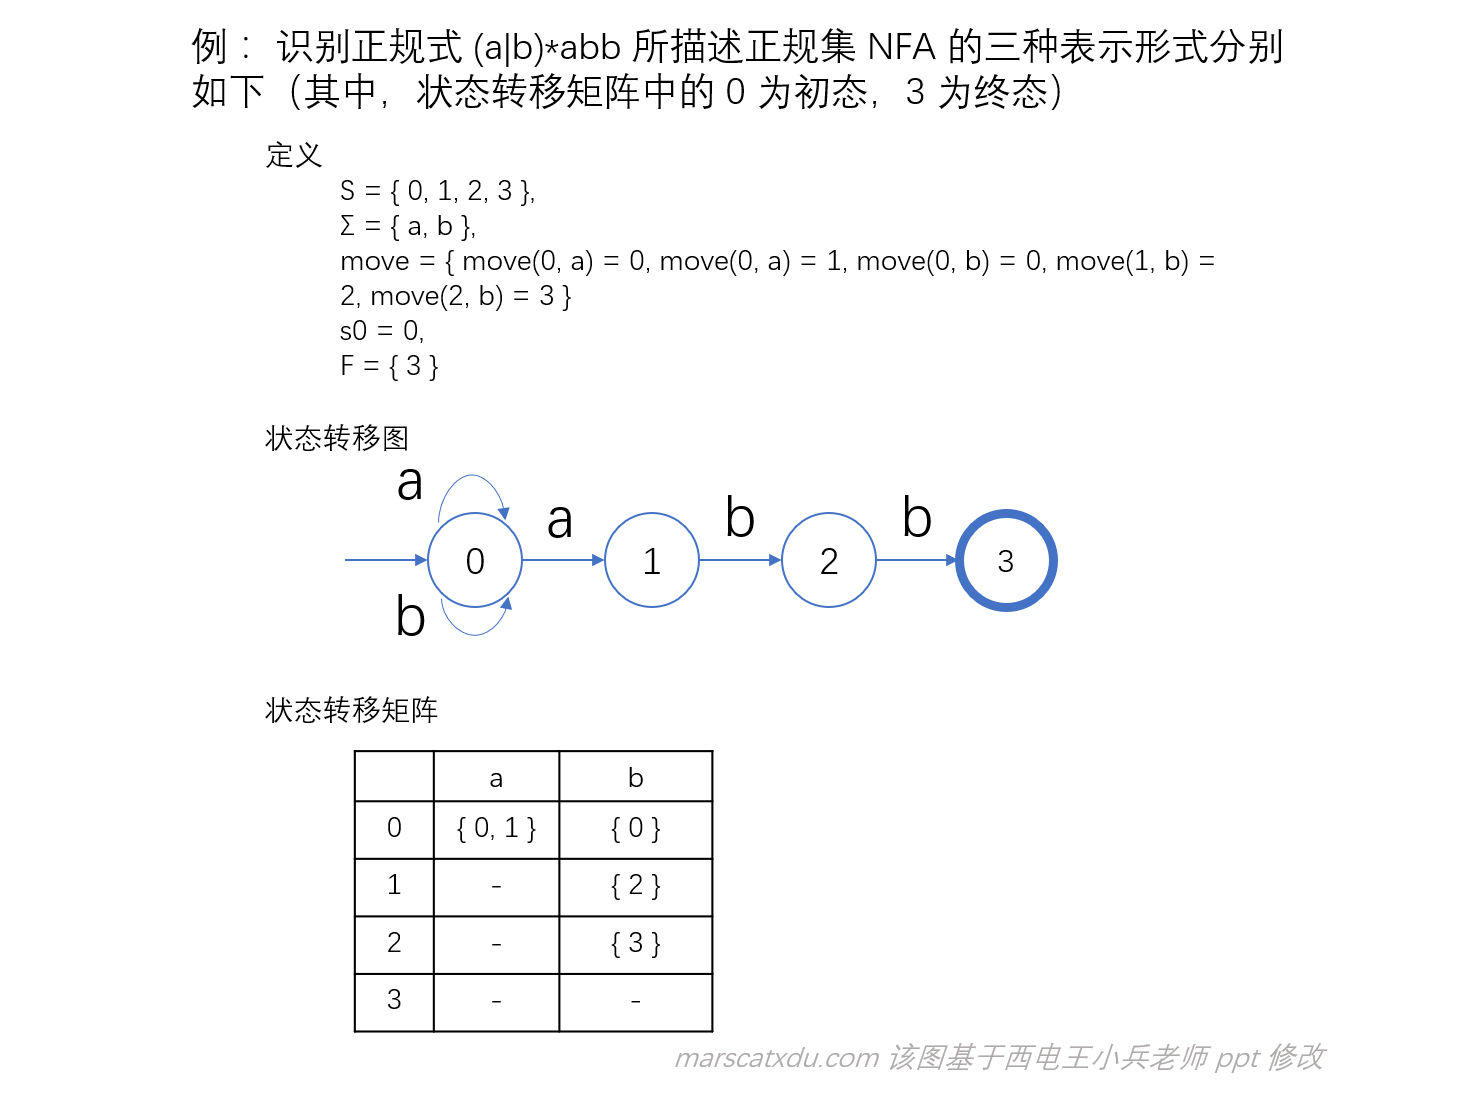 例： 识别正规式 (a|b)*abb 所描述正规集 NFA 的三种表示形式分别
如下（其中，状态转移矩阵中的 0 为初态，3 为终态）
定义
S = { 0, 1, 2, 3 },
Σ = { a, b },
move = { move(0, a) = 0, move(0, a) = 1, move(0, b) = 0, move(1, b) =
2, move(2, b) = 3 }
s0 = 0,
F = { 3 }
状态转移图
a
a b b
0 1 2 3
b
状态转移矩阵
a b
0 { 0, 1 } { 0 }
1 - { 2 }
2 - { 3 }
3 - -
marscatxdu.com 该图基于西电王小兵老师 ppt 修改